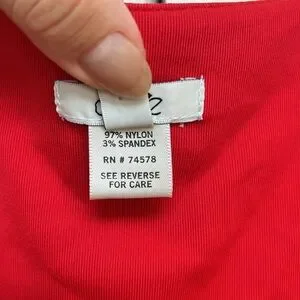 97% NYLON
3% SPANDEX
RN # 74578
SEE REVERSE
FOR CARE